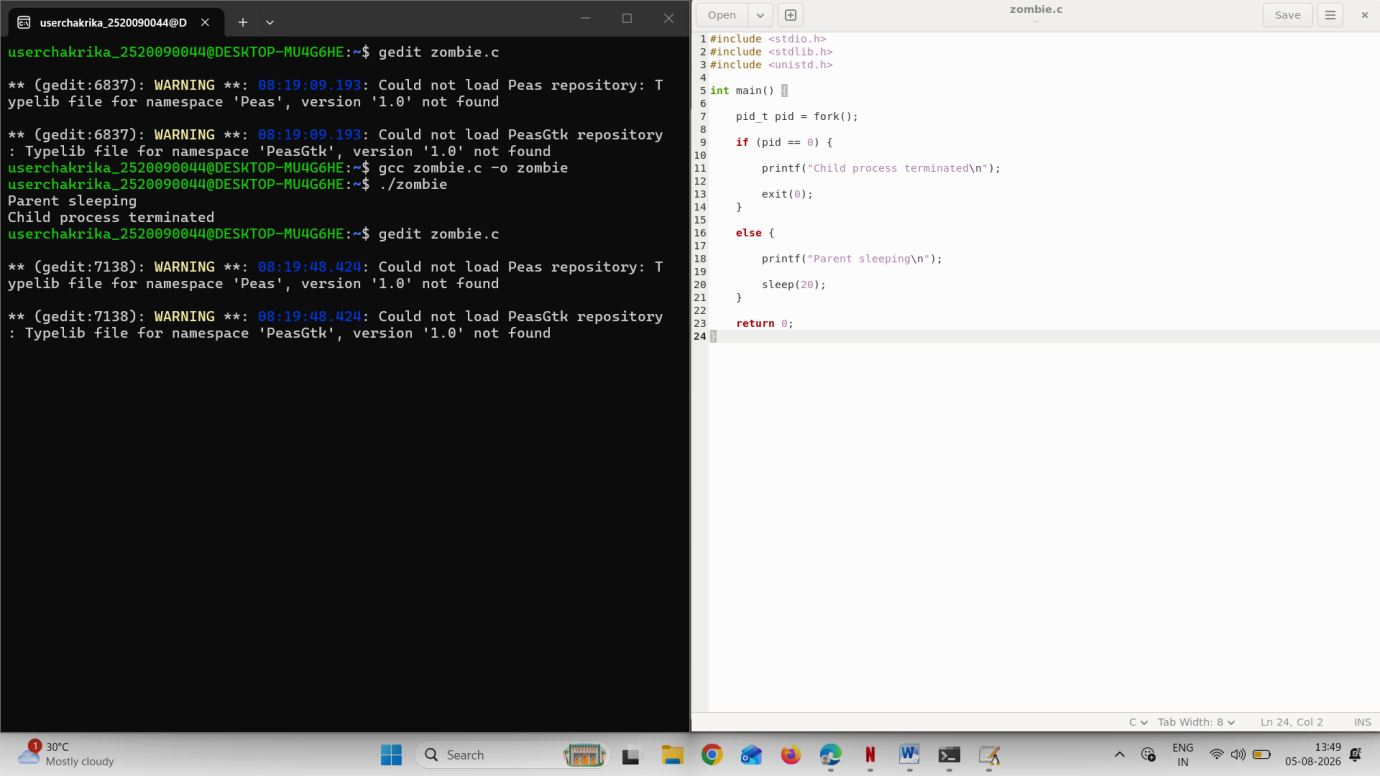 userchakrika_2520090044@D
userchakrika_2520090044@DESKTOP-MU4G6HE:~$ gedit zombie.c
** (gedit:6837): WARNING **: 08:19:09.193: Could not load Peas repository: T
ypelib file for namespace 'Peas', version '1.0' not found
** (gedit:6837): WARNING **: 08:19:09.193: Could not load PeasGtk repository
: Typelib file for namespace 'PeasGtk', version '1.0' not found
userchakrika_2520090044@DESKTOP-MU4G6HE:~$ gcc zombie.c -o zombie
userchakrika_2520090044@DESKTOP-MU4G6HE:~$ ./zombie
Parent sleeping
Child process terminated
userchakrika_2520090044@DESKTOP-MU4G6HE:~$ gedit zombie.c
** (gedit:7138): WARNING **: 08:19:48.424: Could not load Peas repository: T
ypelib file for namespace 'Peas', version '1.0' not found
** (gedit:7138): WARNING **: 08:19:48.424: Could not load PeasGtk repository
: Typelib file for namespace 'PeasGtk', version '1.0' not found
Open
zombie.c
~
Save
1 #include <stdio.h>
2 #include <stdlib.h>
3 #include <unistd.h>
4
5 int main() {
6
7     pid_t pid = fork();
8
9     if (pid == 0) {
10
11         printf("Child process terminated\n");
12
13         exit(0);
14     }
15
16     else {
17
18         printf("Parent sleeping\n");
19
20         sleep(20);
21     }
22
23     return 0;
24 }
C
Tab Width: 8
Ln 24, Col 2
INS
1
30°C
Mostly cloudy
Search
ENG
IN
13:49
05-08-2026